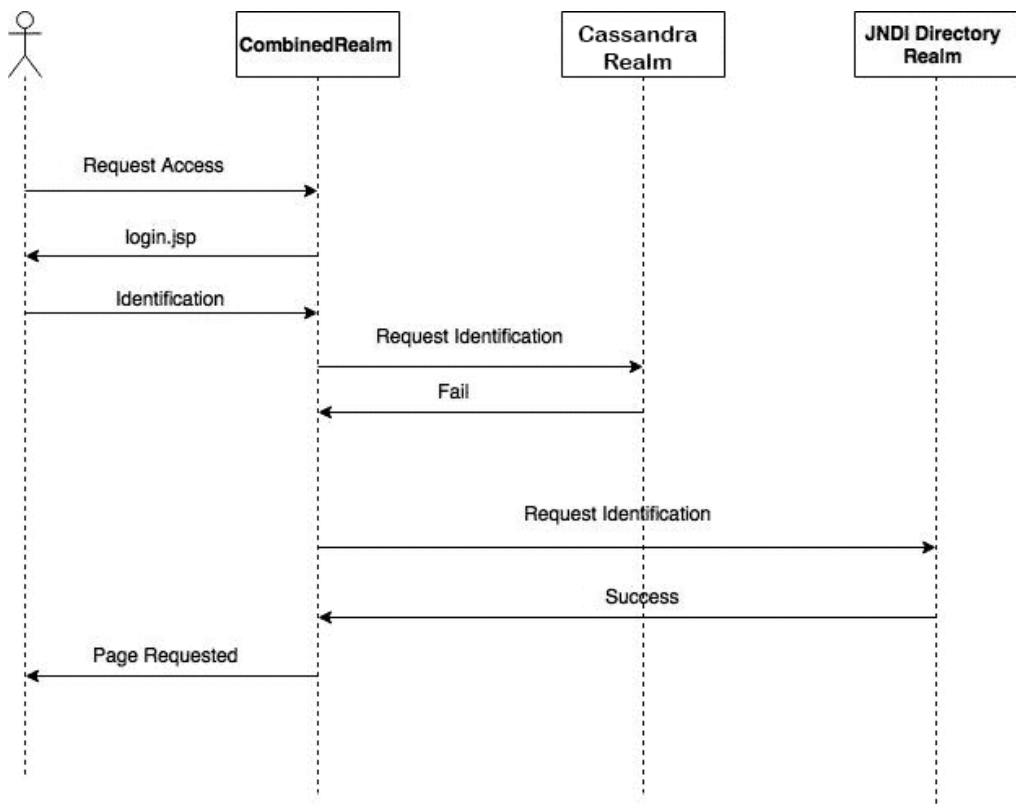 CombinedRealm
Cassandra
Realm
JNDI Directory
Realm
Request Access
login.jsp
Identification
Request Identification
Fail
Request Identification
Success
Page Requested